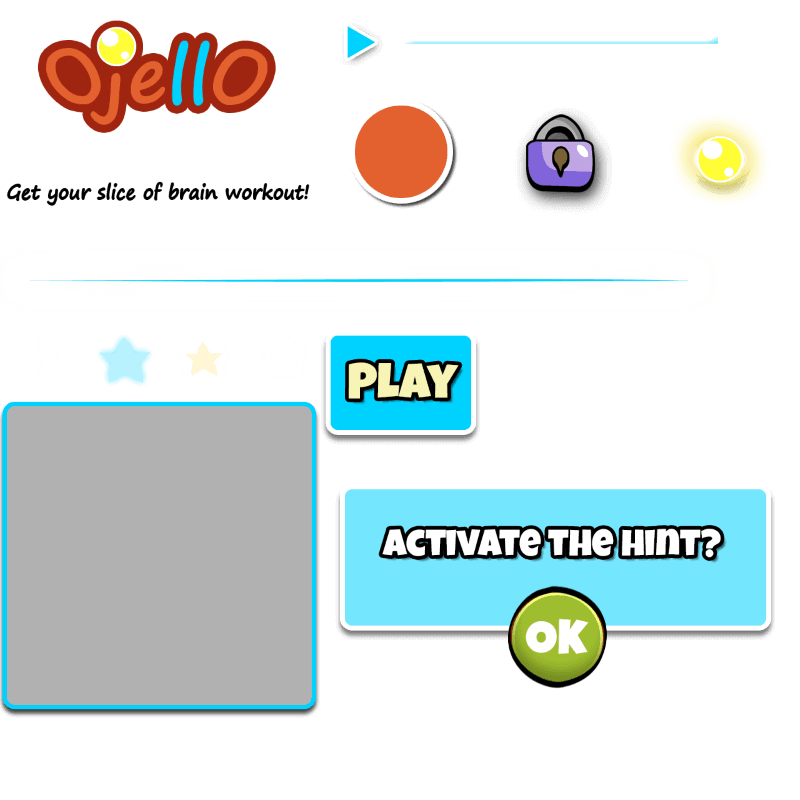 Ojello
Get your slice of brain workout!
PLAY
ACTIVATE THE HINT?
OK